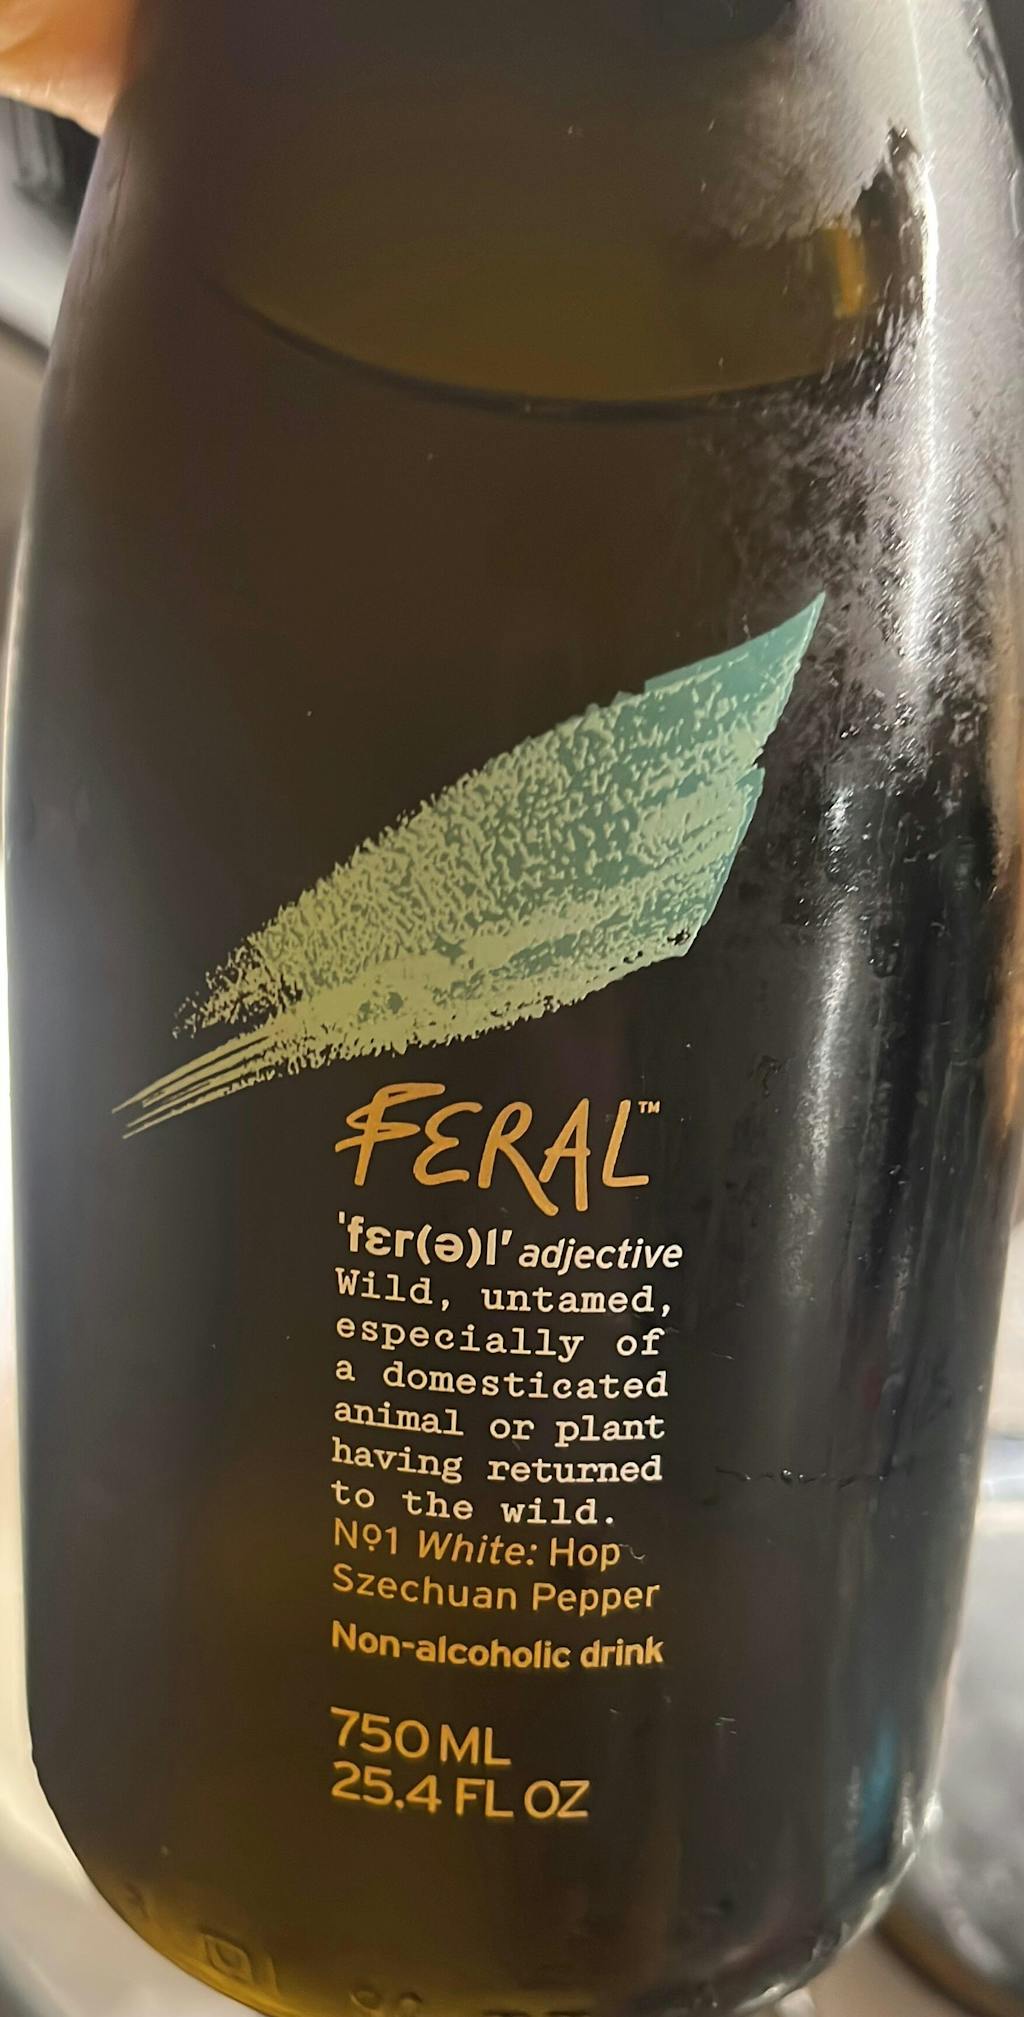 FERAL™
'fɛr(ə)l' adjective
Wild, untamed,
especially of
a domesticated
animal or plant
having returned
to the wild.
Nº1 White: Hop
Szechuan Pepper
Non-alcoholic drink
750 ML
25.4 FL OZ